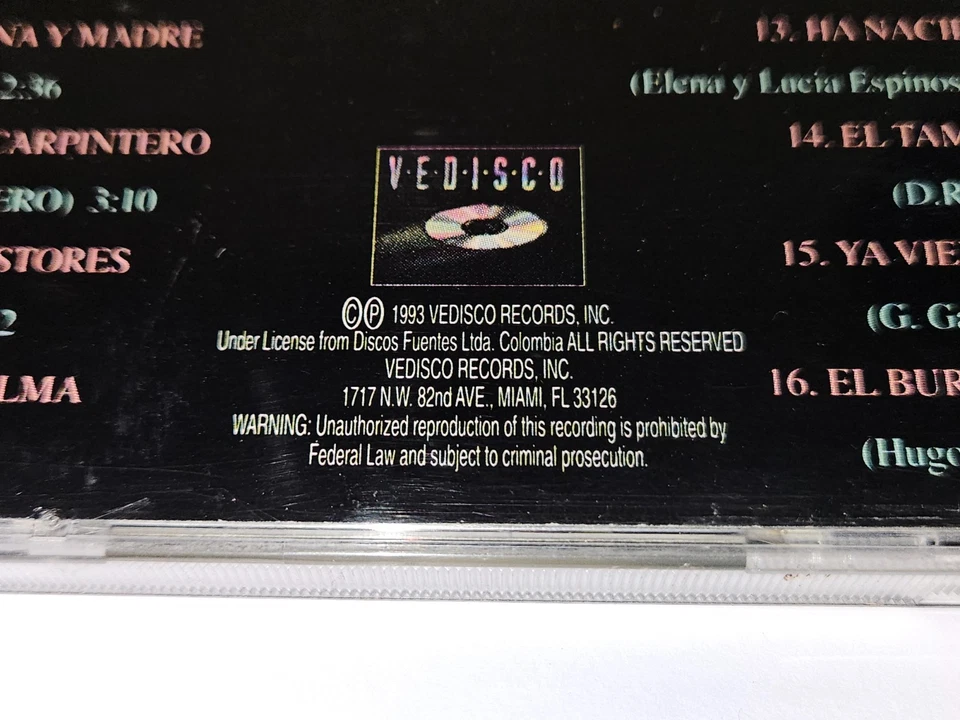 NA Y MADRE
2:36
CARPINTERO
ERO) 3:10
STORES
2
LMA
V·E·D·I·S·C·O
©℗ 1993 VEDISCO RECORDS, INC.
Under License from Discos Fuentes Ltda. Colombia ALL RIGHTS RESERVED
VEDISCO RECORDS, INC.
1717 N.W. 82nd AVE., MIAMI, FL 33126
WARNING: Unauthorized reproduction of this recording is prohibited by
Federal Law and subject to criminal prosecution.
13. HA NACI
(Elena y Lucia Espinos
14. EL TAM
(D.R
15. YA VIE
(G. Ga
16. EL BUR
(Hugo